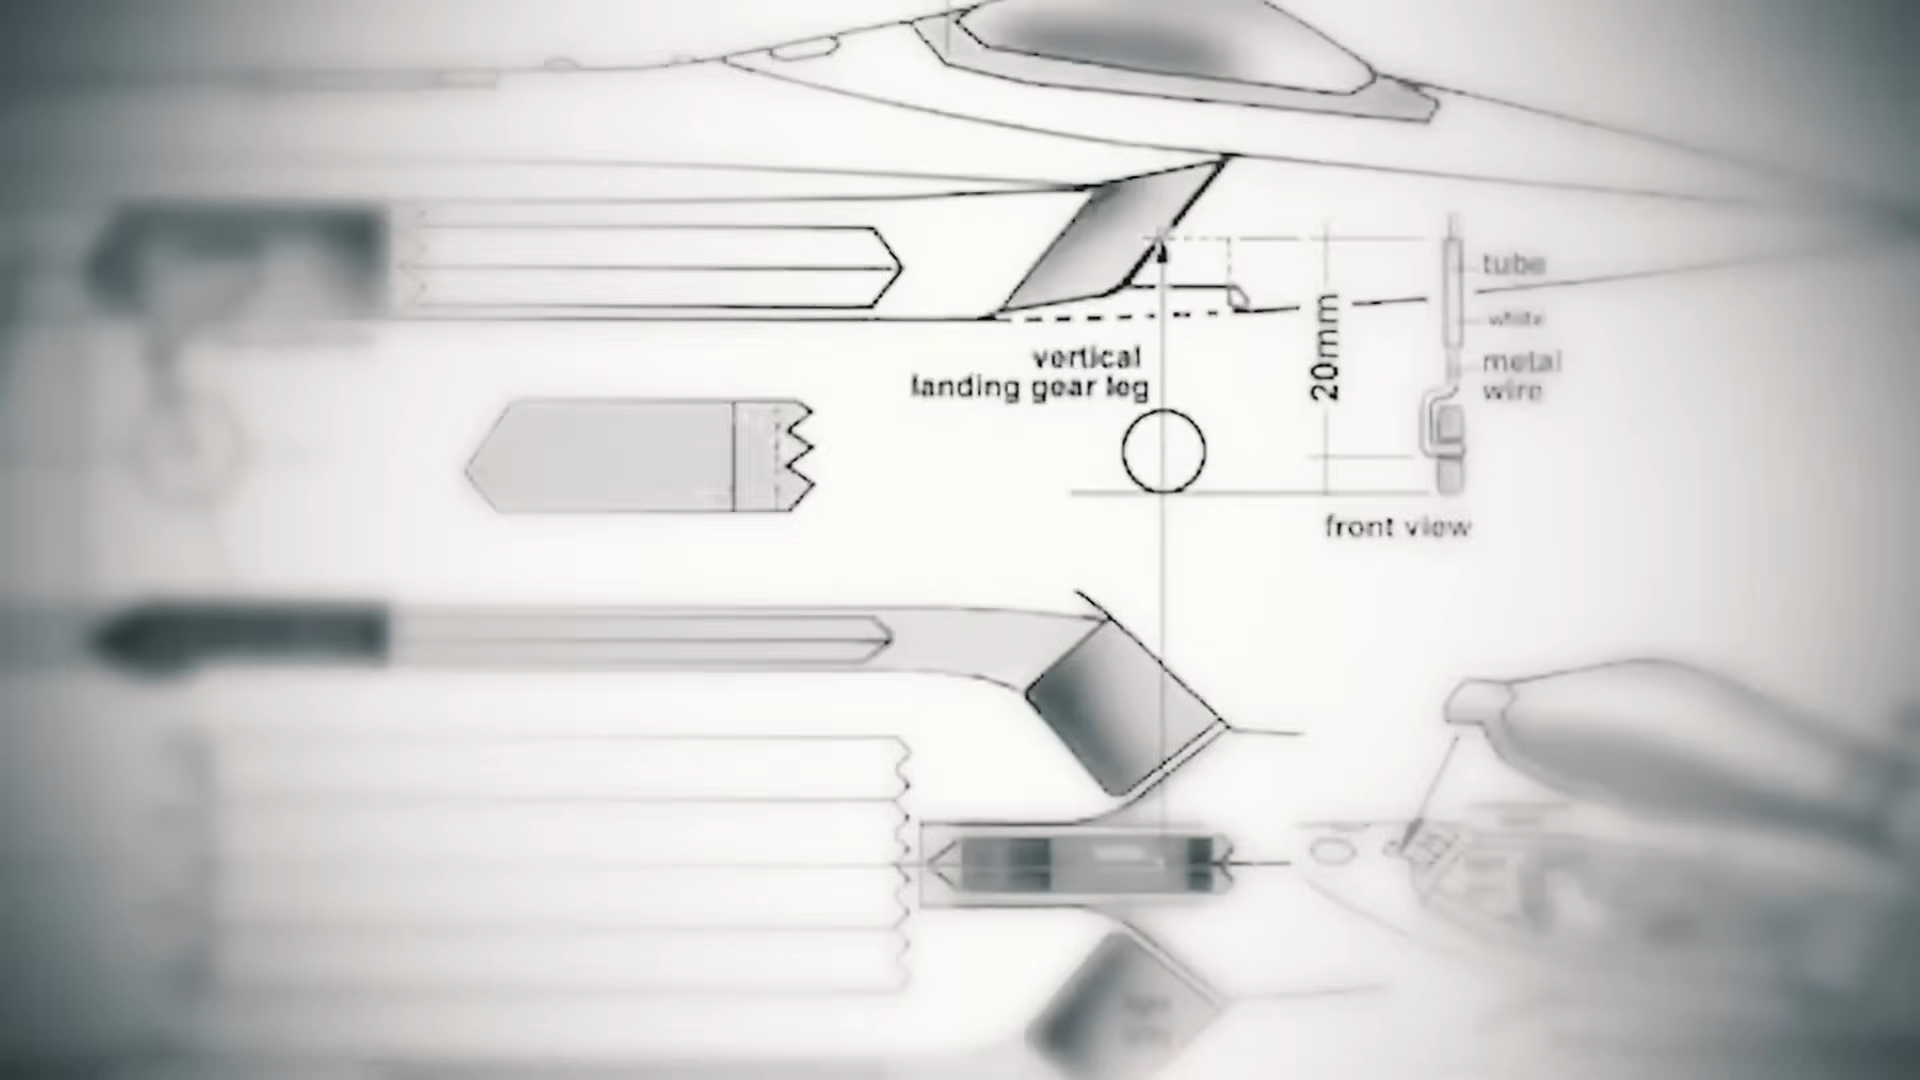 vertical
landing gear leg
20mm
tube
white
metal
wire
front view